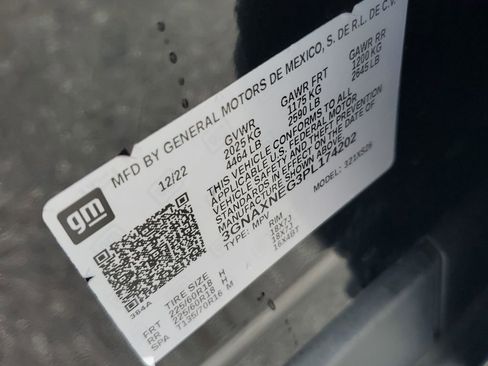 gm
MFD BY GENERAL MOTORS DE MEXICO, S. DE R.L. DE C.V.
12/22
GVWR GAWR FRT GAWR RR
2025 KG 1175 KG 1200 KG
4464 LB 2590 LB 2645 LB
THIS VEHICLE CONFORMS TO ALL
APPLICABLE U.S. FEDERAL MOTOR
VEHICLE SAFETY AND THEFT PREVENTION
STANDARDS IN EFFECT ON THE DATE OF
MANUFACTURE SHOWN ABOVE.
3GNAXNEG3PL174202
TYPE: MPV MODEL: 321XS26
364A
TIRE SIZE RIM
FRT 225/60R18 H 18X7J
RR 225/60R18 H 18X7J
SPA T135/70R16 M 16X4BT